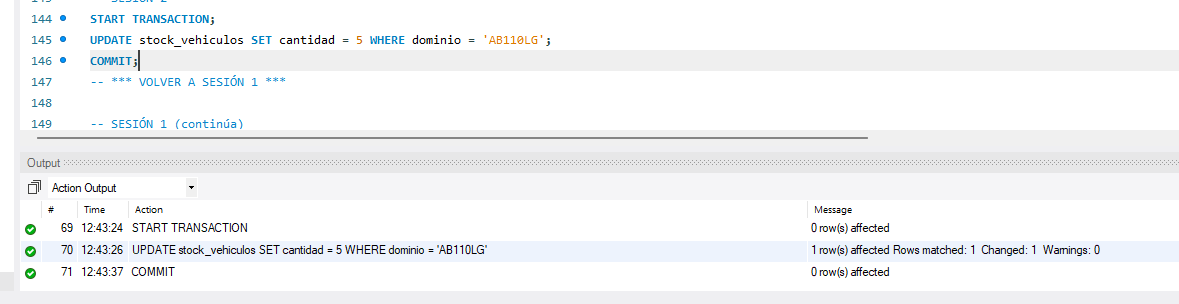 -- SESIÓN 2
144 START TRANSACTION;
145 UPDATE stock_vehiculos SET cantidad = 5 WHERE dominio = 'AB110LG';
146 COMMIT;
147 -- *** VOLVER A SESIÓN 1 ***
148
149 -- SESIÓN 1 (continúa)
Output
Action Output
# Time Action Message
69 12:43:24 START TRANSACTION 0 row(s) affected
70 12:43:26 UPDATE stock_vehiculos SET cantidad = 5 WHERE dominio = 'AB110LG' 1 row(s) affected Rows matched: 1 Changed: 1 Warnings: 0
71 12:43:37 COMMIT 0 row(s) affected